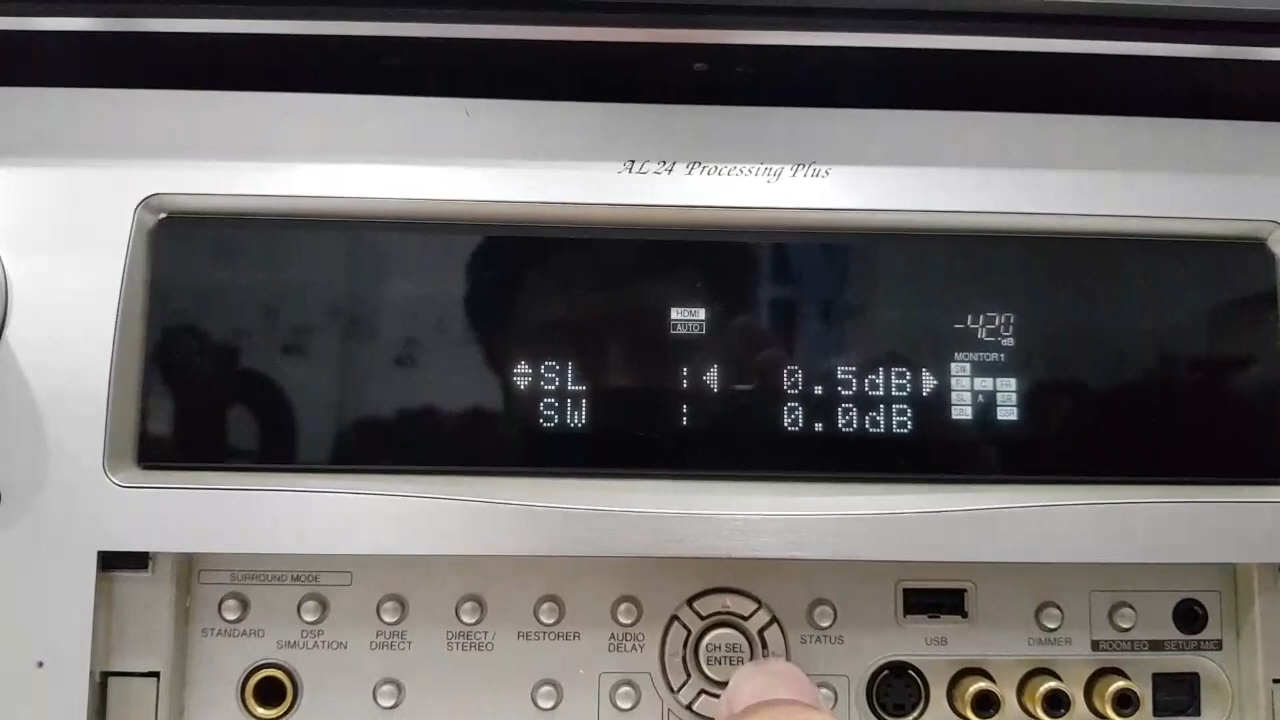 AL24 Processing Plus
HDMI
AUTO
-42.0
dB
MONITOR 1
SW
FL C FR
SL A SR
SBL SBR
SL : 0.5dB
SW : 0.0dB
SURROUND MODE
STANDARD
DSP
SIMULATION
PURE
DIRECT
DIRECT/
STEREO
RESTORER
AUDIO
DELAY
CH SEL
ENTER
STATUS
USB
DIMMER
ROOM EQ
SETUP MIC